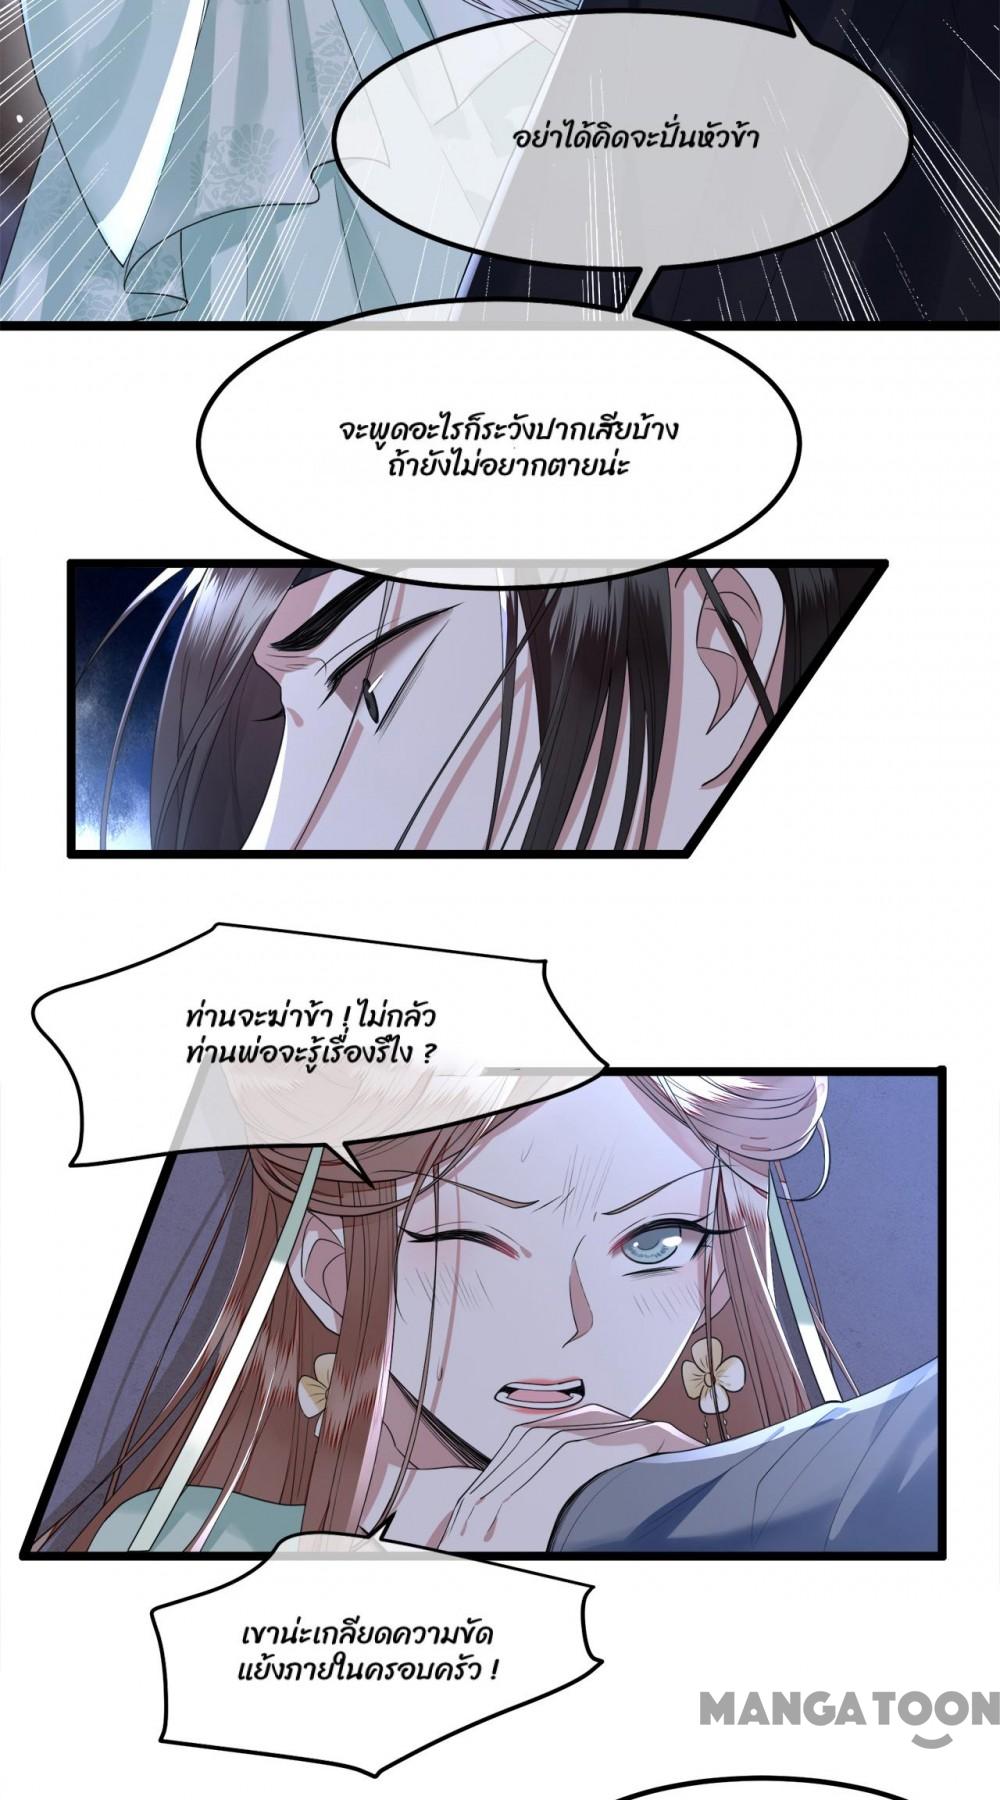 อย่าได้คิดจะปั่นหัวข้า
จะพูดอะไรก็ระวังปากเสียบ้าง
ถ้ายังไม่อยากตายน่ะ
ท่านจะฆ่าข้า ! ไม่กลัว
ท่านพ่อจะรู้เรื่องรึไง ?
เขาน่ะเกลียดความขัด
แย้งภายในครอบครัว !
MANGATOON